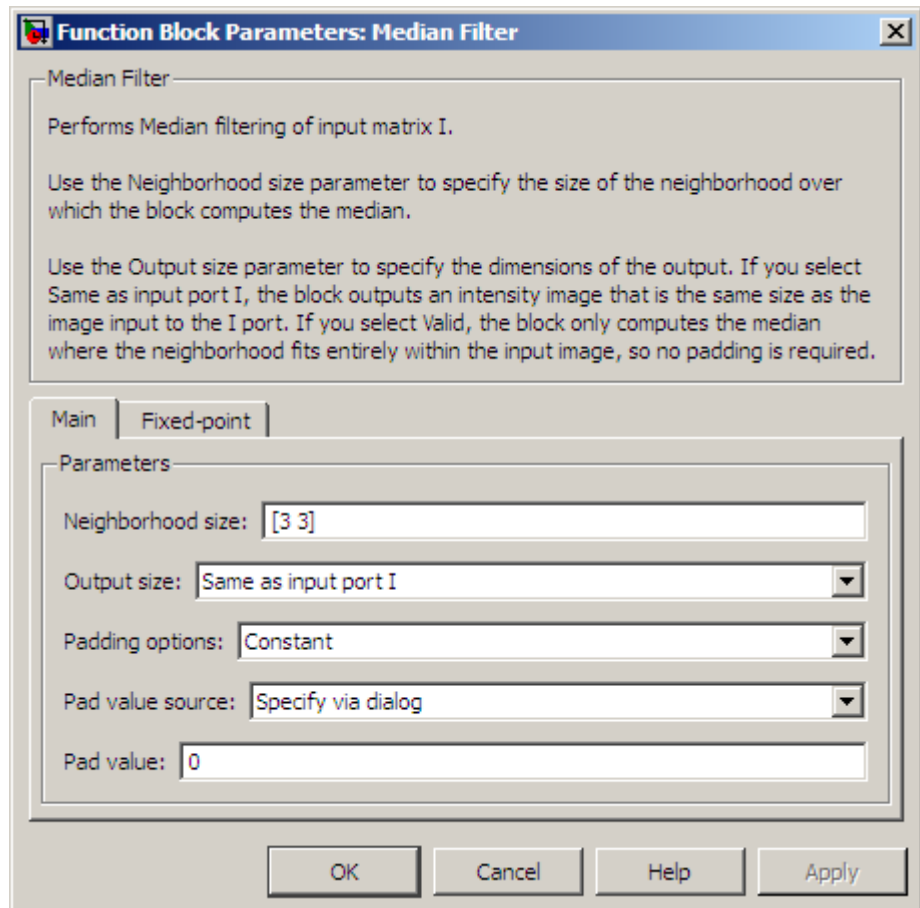 Function Block Parameters: Median Filter
Median Filter
Performs Median filtering of input matrix I.
Use the Neighborhood size parameter to specify the size of the neighborhood over
which the block computes the median.
Use the Output size parameter to specify the dimensions of the output. If you select
Same as input port I, the block outputs an intensity image that is the same size as the
image input to the I port. If you select Valid, the block only computes the median
where the neighborhood fits entirely within the input image, so no padding is required.
Main Fixed-point
Parameters
Neighborhood size: [3 3]
Output size: Same as input port I
Padding options: Constant
Pad value source: Specify via dialog
Pad value: 0
OK Cancel Help Apply